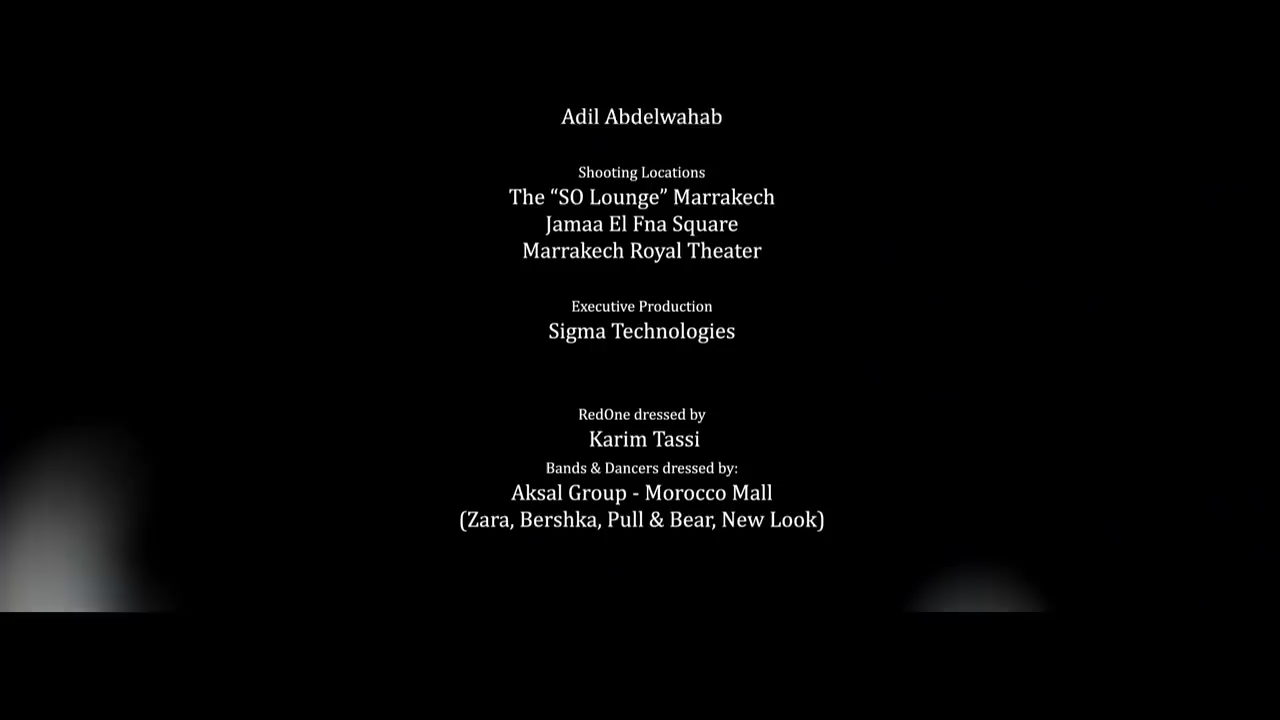 Adil Abdelwahab
Shooting Locations
The “SO Lounge” Marrakech
Jamaa El Fna Square
Marrakech Royal Theater
Executive Production
Sigma Technologies
RedOne dressed by
Karim Tassi
Bands & Dancers dressed by:
Aksal Group - Morocco Mall
(Zara, Bershka, Pull & Bear, New Look)